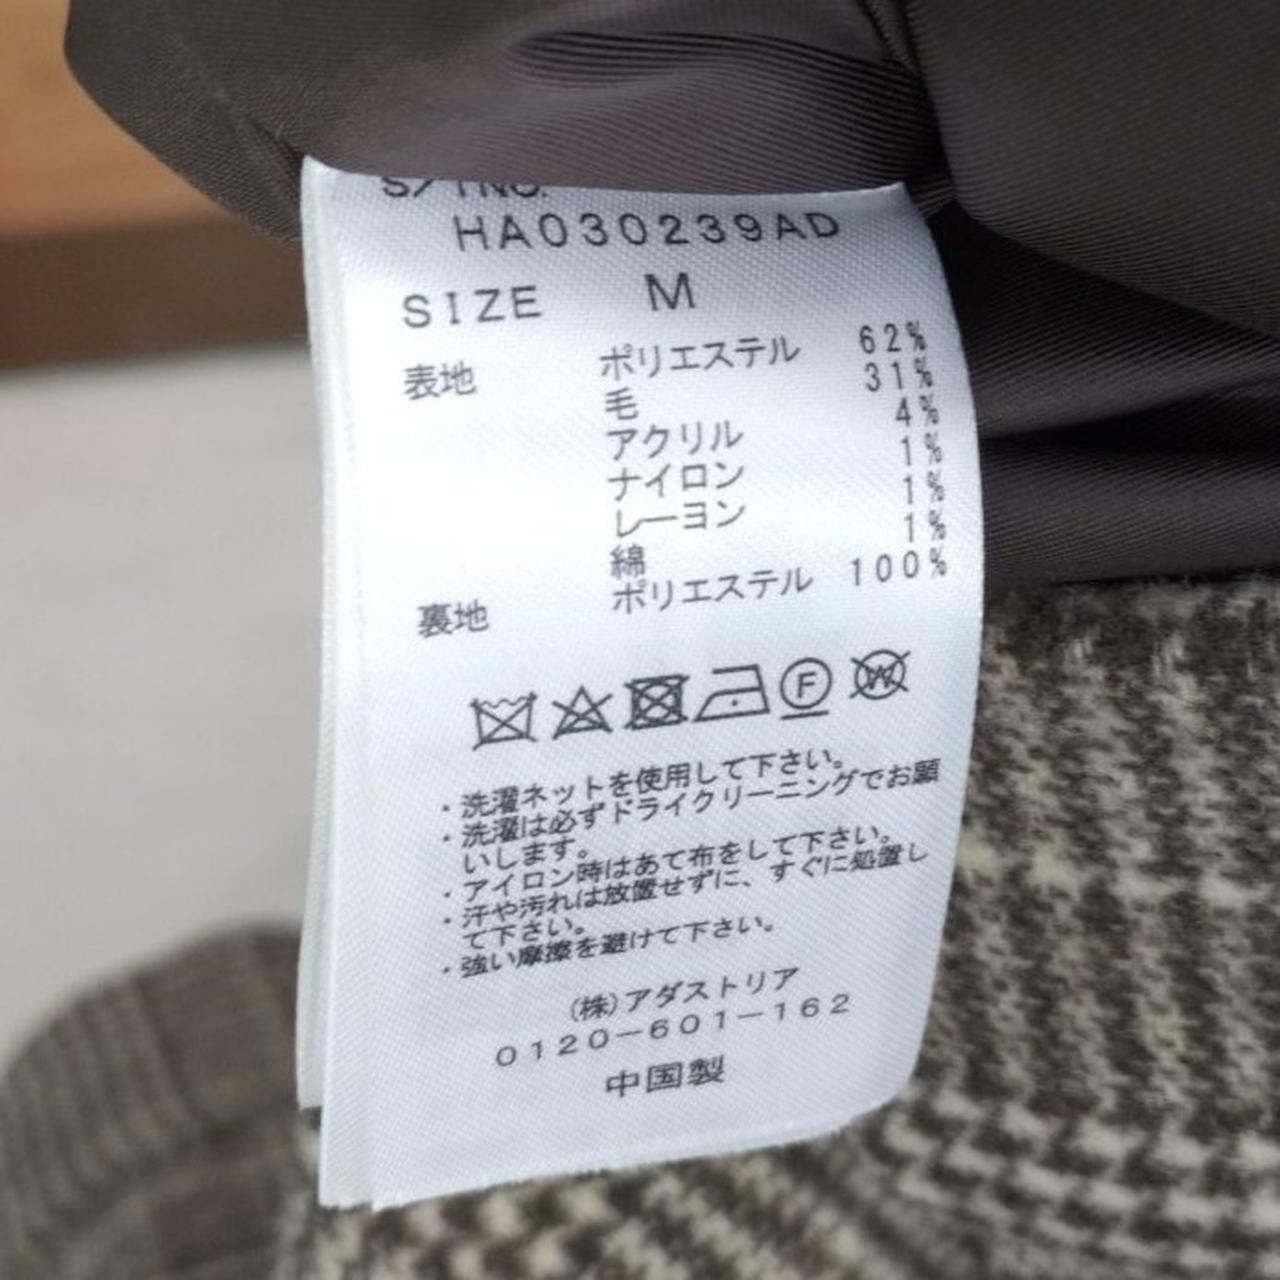 S/TNO.
HA030239AD
SIZE M
表地 ポリエステル 62%
毛 31%
アクリル 4%
ナイロン 1%
レーヨン 1%
綿 1%
裏地 ポリエステル 100%
F W
・洗濯ネットを使用して下さい。
・洗濯は必ずドライクリーニングでお願
いします。
・アイロン時はあて布をして下さい。
・汗や汚れは放置せずに、すぐに処置し
て下さい。
・強い摩擦を避けて下さい。
(株)アダストリア
0120-601-162
中国製